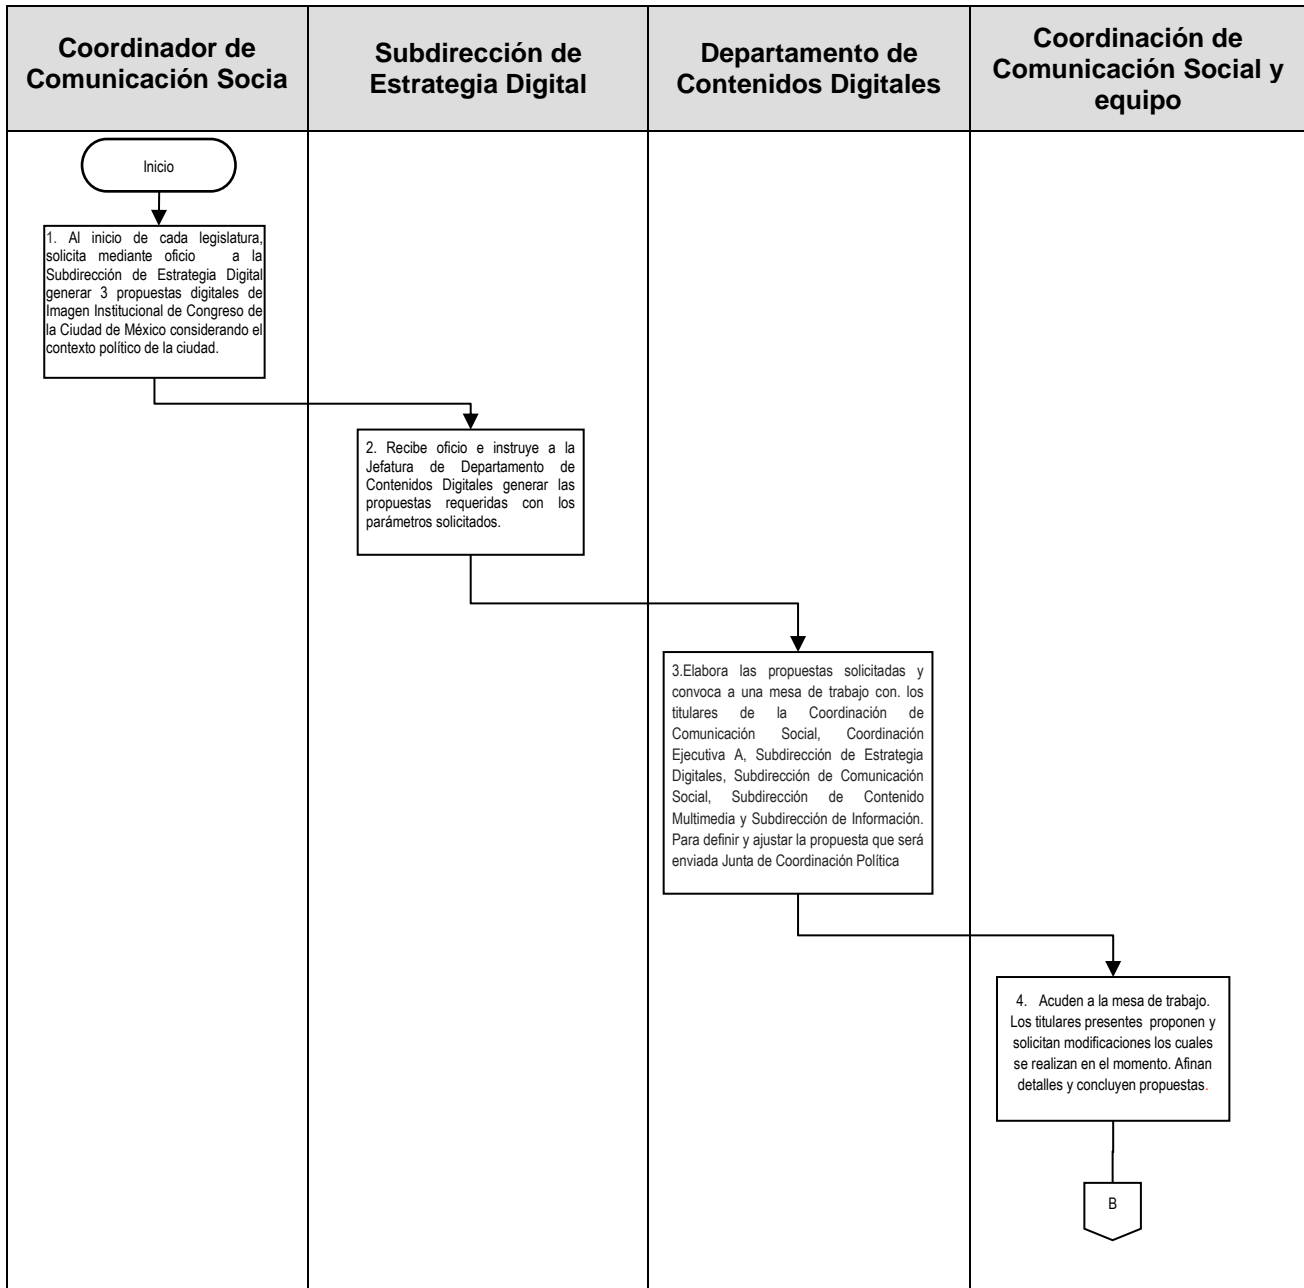 Coordinador de
Comunicación Socia
Subdirección de
Estrategia Digital
Departamento de
Contenidos Digitales
Coordinación de
Comunicación Social y
equipo
Inicio
1. Al inicio de cada legislatura,
solicita mediante oficio a la
Subdirección de Estrategia Digital
generar 3 propuestas digitales de
Imagen Institucional de Congreso de
la Ciudad de México considerando el
contexto político de la ciudad.
2. Recibe oficio e instruye a la
Jefatura de Departamento de
Contenidos Digitales generar las
propuestas requeridas con los
parámetros solicitados.
3.Elabora las propuestas solicitadas y
convoca a una mesa de trabajo con. los
titulares de la Coordinación de
Comunicación Social, Coordinación
Ejecutiva A, Subdirección de Estrategia
Digitales, Subdirección de Comunicación
Social, Subdirección de Contenido
Multimedia y Subdirección de Información.
Para definir y ajustar la propuesta que será
enviada Junta de Coordinación Política
4. Acuden a la mesa de trabajo.
Los titulares presentes proponen y
solicitan modificaciones los cuales
se realizan en el momento. Afinan
detalles y concluyen propuestas.
B